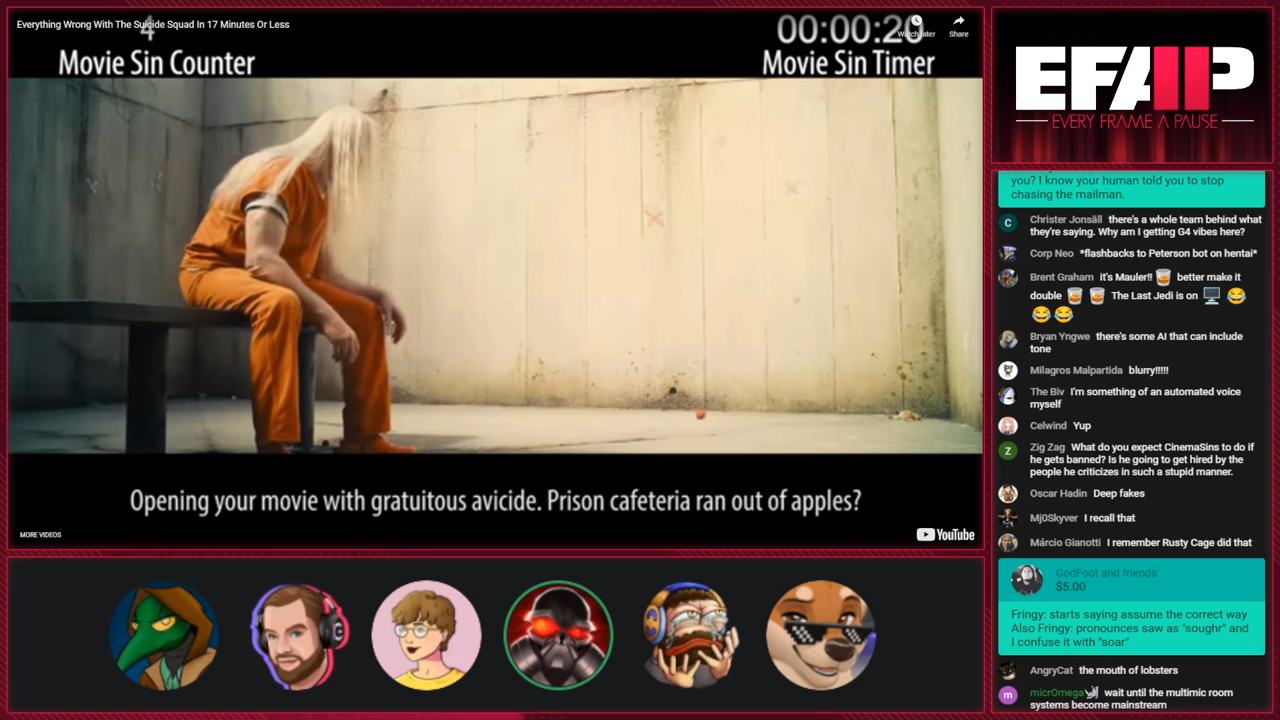 Everything Wrong With The Suicide Squad In 17 Minutes Or Less
4
Movie Sin Counter
00:00:20
Movie Sin Timer
Watch later
Share
Opening your movie with gratuitous avicide. Prison cafeteria ran out of apples?
MORE VIDEOS
YouTube
EFAP
EVERY FRAME A PAUSE
you? I know your human told you to stop
chasing the mailman.
Christer Jonsäll there's a whole team behind what
they're saying. Why am I getting G4 vibes here?
Corp Neo *flashbacks to Peterson bot on hentai*
Brent Graham it's Mauler!! 🥃 better make it
double 🥃 🥃 The Last Jedi is on 🖥️ 😂
😂😂
Bryan Yngwe there's some AI that can include
tone
Milagros Malpartida blurry!!!!!
The Biv I'm something of an automated voice
myself
Celwind Yup
Z
Zig Zag What do you expect CinemaSins to do if
he gets banned? Is he going to get hired by the
people he criticizes in such a stupid manner.
Oscar Hadin Deep fakes
Mj0Skyver I recall that
Márcio Gianotti I remember Rusty Cage did that
GodFoot and friends
$5.00
Fringy: starts saying assume the correct way
Also Fringy: pronounces saw as "soughr" and
I confuse it with "soar"
AngryCat the mouth of lobsters
m
micrOmega wait until the multimic room
systems become mainstream
C
G